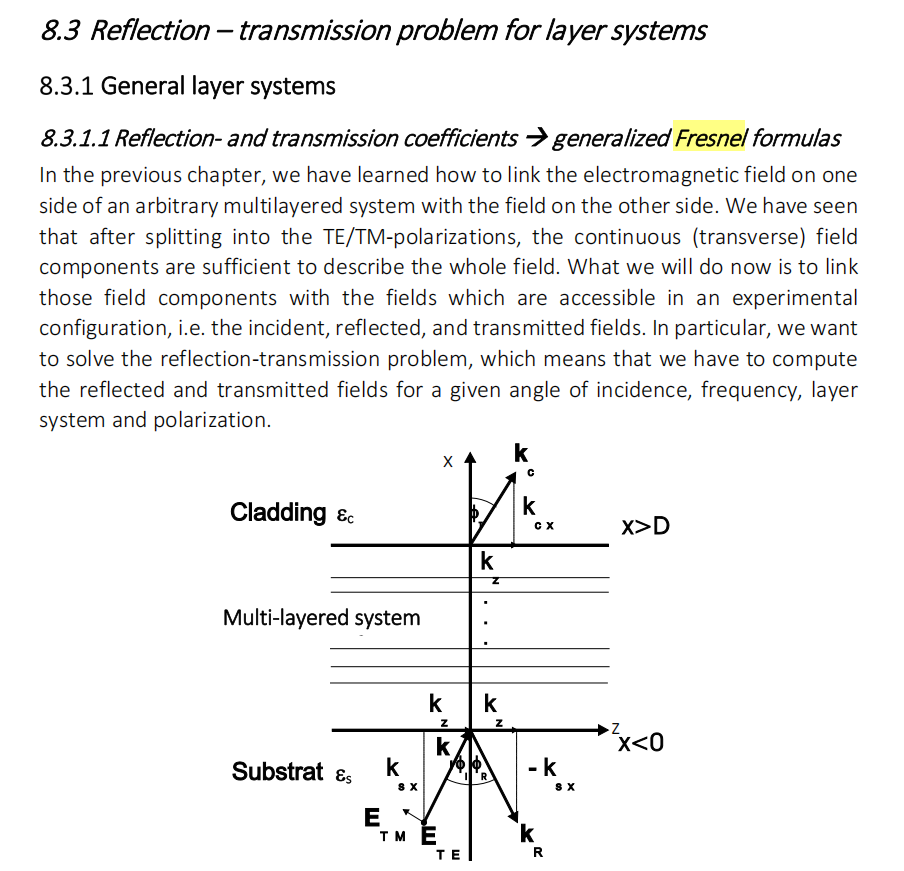 8.3 Reflection – transmission problem for layer systems
8.3.1 General layer systems
8.3.1.1 Reflection- and transmission coefficients → generalized Fresnel formulas
In the previous chapter, we have learned how to link the electromagnetic field on one
side of an arbitrary multilayered system with the field on the other side. We have seen
that after splitting into the TE/TM-polarizations, the continuous (transverse) field
components are sufficient to describe the whole field. What we will do now is to link
those field components with the fields which are accessible in an experimental
configuration, i.e. the incident, reflected, and transmitted fields. In particular, we want
to solve the reflection-transmission problem, which means that we have to compute
the reflected and transmitted fields for a given angle of incidence, frequency, layer
system and polarization.
x
k c
Cladding εc
ϕ
k cx
x>D
k z
Multi-layered system
k z
k z
z
x<0
k
Substrat εs
k sx
ϕI
ϕR
-k sx
E TM
E TE
k R